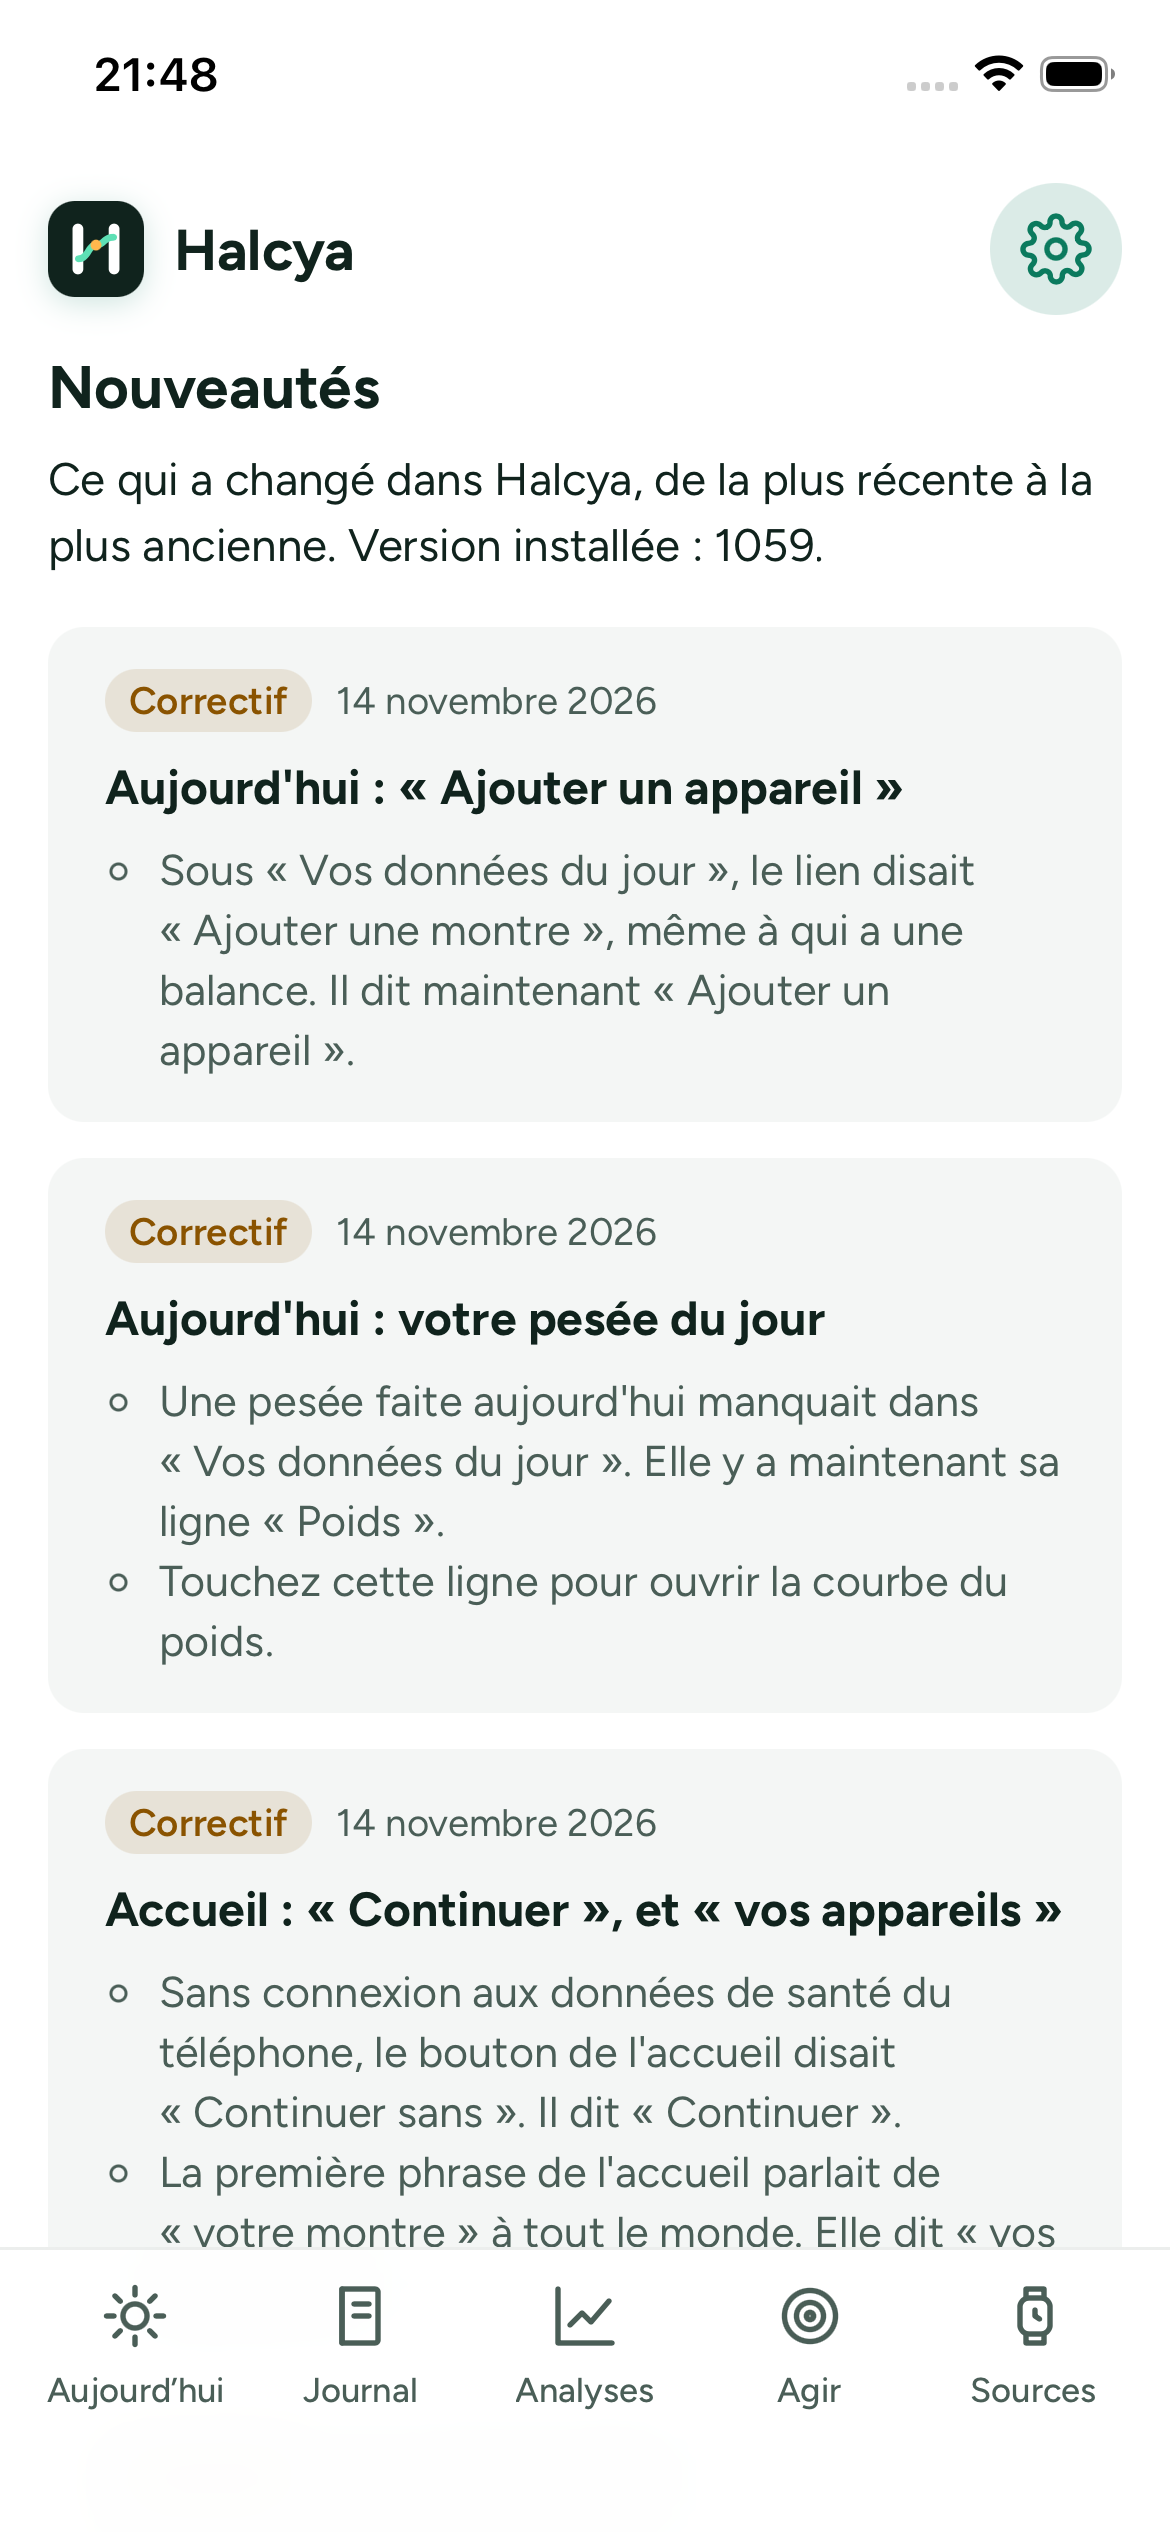 21:48
Halcya
Nouveautés
Ce qui a changé dans Halcya, de la plus récente à la
plus ancienne. Version installée : 1059.
Correctif 14 novembre 2026
Aujourd'hui : « Ajouter un appareil »
Sous « Vos données du jour », le lien disait
« Ajouter une montre », même à qui a une
balance. Il dit maintenant « Ajouter un
appareil ».
Correctif 14 novembre 2026
Aujourd'hui : votre pesée du jour
Une pesée faite aujourd'hui manquait dans
« Vos données du jour ». Elle y a maintenant sa
ligne « Poids ».
Touchez cette ligne pour ouvrir la courbe du
poids.
Correctif 14 novembre 2026
Accueil : « Continuer », et « vos appareils »
Sans connexion aux données de santé du
téléphone, le bouton de l'accueil disait
« Continuer sans ». Il dit « Continuer ».
La première phrase de l'accueil parlait de
« votre montre » à tout le monde. Elle dit « vos
Aujourd’hui Journal Analyses Agir Sources